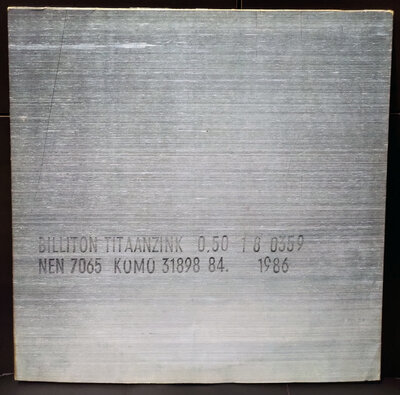 BILLITON TITAANZINK 0,50 1 8 0359
NEN 7065 KOMO 31898 84. 1986